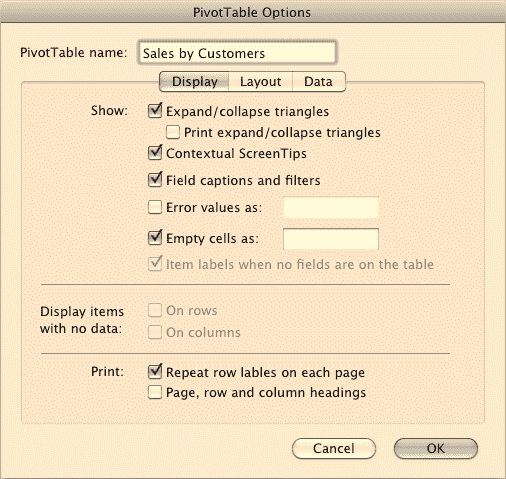 PivotTable Options
PivotTable name: Sales by Customers
Display Layout Data
Show: Expand/collapse triangles
Print expand/collapse triangles
Contextual ScreenTips
Field captions and filters
Error values as:
Empty cells as:
Item labels when no fields are on the table
Display items with no data:
On rows
On columns
Print: Repeat row lables on each page
Page, row and column headings
Cancel OK